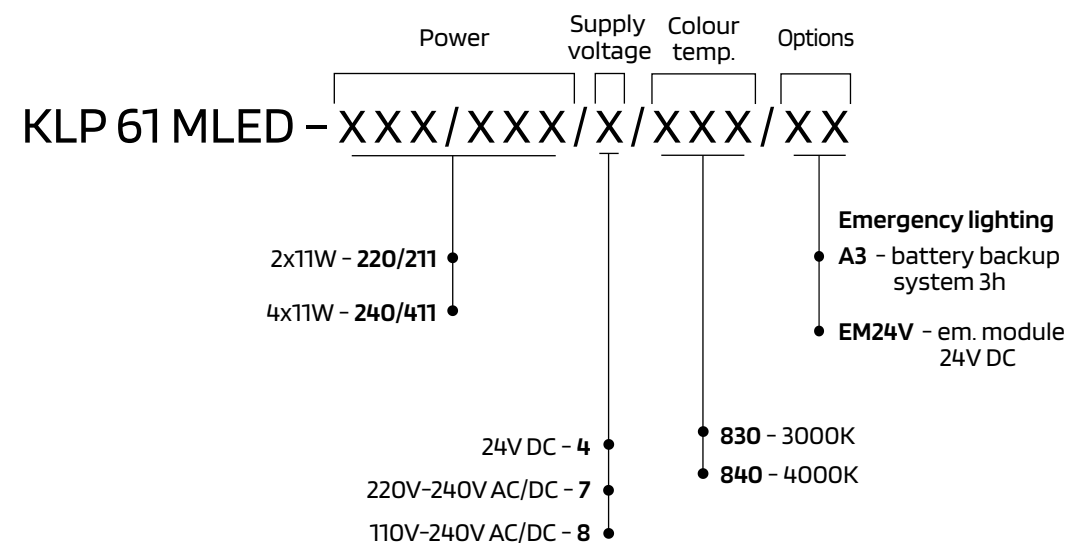 Power
Supply
voltage
Colour
temp.
Options
KLP 61 MLED – XXX/XXX/X/XXX/XX
2x11W – 220/211
4x11W – 240/411
Emergency lighting
A3 – battery backup
system 3h
EM24V – em. module
24V DC
24V DC – 4
220V–240V AC/DC – 7
110V–240V AC/DC – 8
830 – 3000K
840 – 4000K